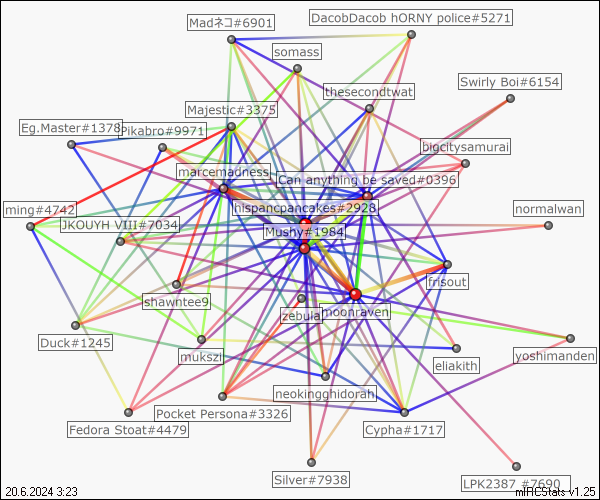 DacobDacob hORNY police#5271
Madネコ#6901
somass
Swirly Boi#6154
thesecondtwat
Majestic#3375
Eg.Master#1378
Pikabro#9971
bigcitysamurai
marcemadness
Can anything be saved#0396
ming#4742
hispancpancakes#2928
normalwan
JKOUYH VIII#7034
Mushy#1984
frisout
shawntee9
zebulal
moonraven
Duck#1245
mukszi
eliakith
yoshimanden
neokingghidorah
Pocket Persona#3326
Fedora Stoat#4479
Cypha#1717
Silver#7938
LPK2387_#7690
20.6.2024 3:23
mIRCStats v1.25